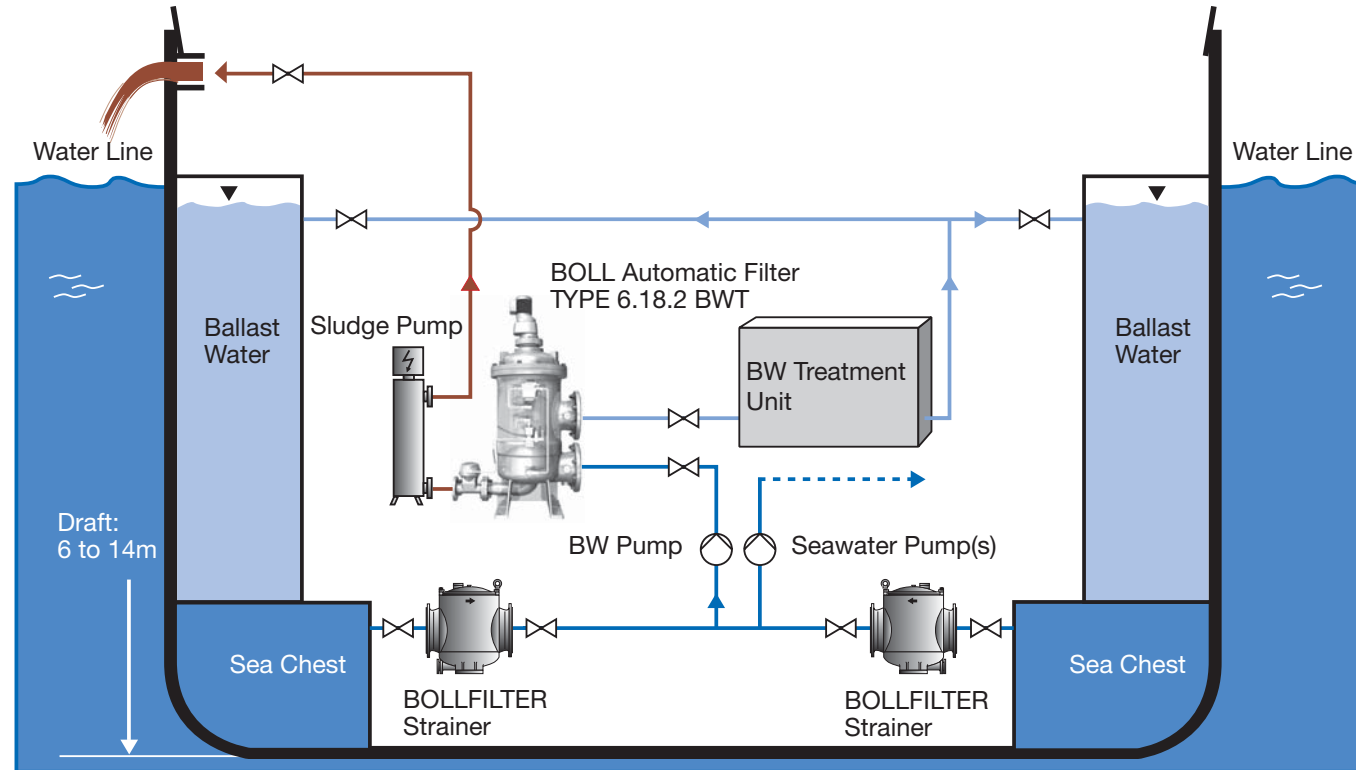 Water Line
Water Line
BOLL Automatic Filter
TYPE 6.18.2 BWT
Ballast
Water
Sludge Pump
BW Treatment
Unit
Ballast
Water
Draft:
6 to 14m
BW Pump
Seawater Pump(s)
Sea Chest
Sea Chest
BOLLFILTER
Strainer
BOLLFILTER
Strainer